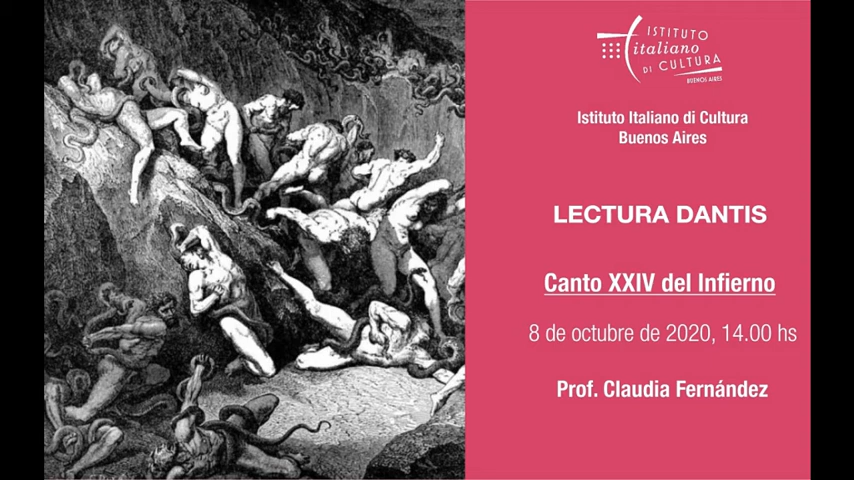 ISTITUTO
italiano
DI CULTURA
BUENOS AIRES
Istituto Italiano di Cultura
Buenos Aires
LECTURA DANTIS
Canto XXIV del Infierno
8 de octubre de 2020, 14.00 hs
Prof. Claudia Fernández